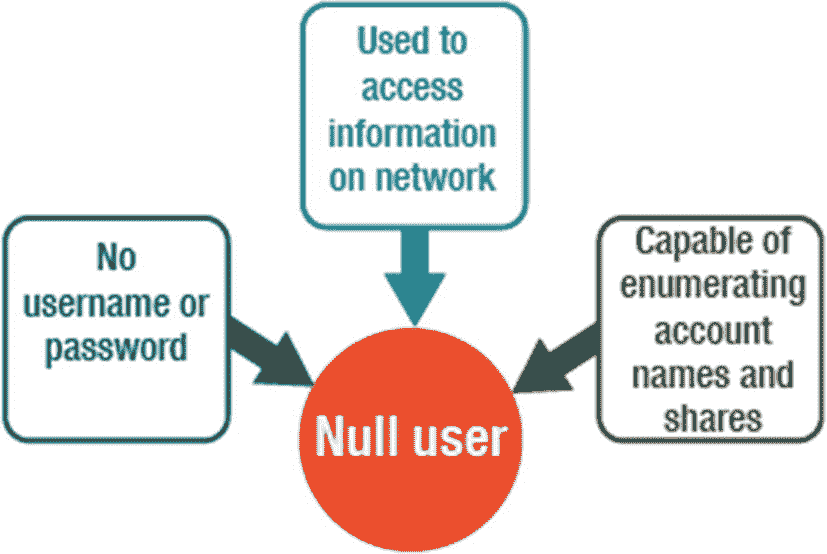 Used to
access
information
on network
No
username or
password
Capable of
enumerating
account
names and
shares
Null user